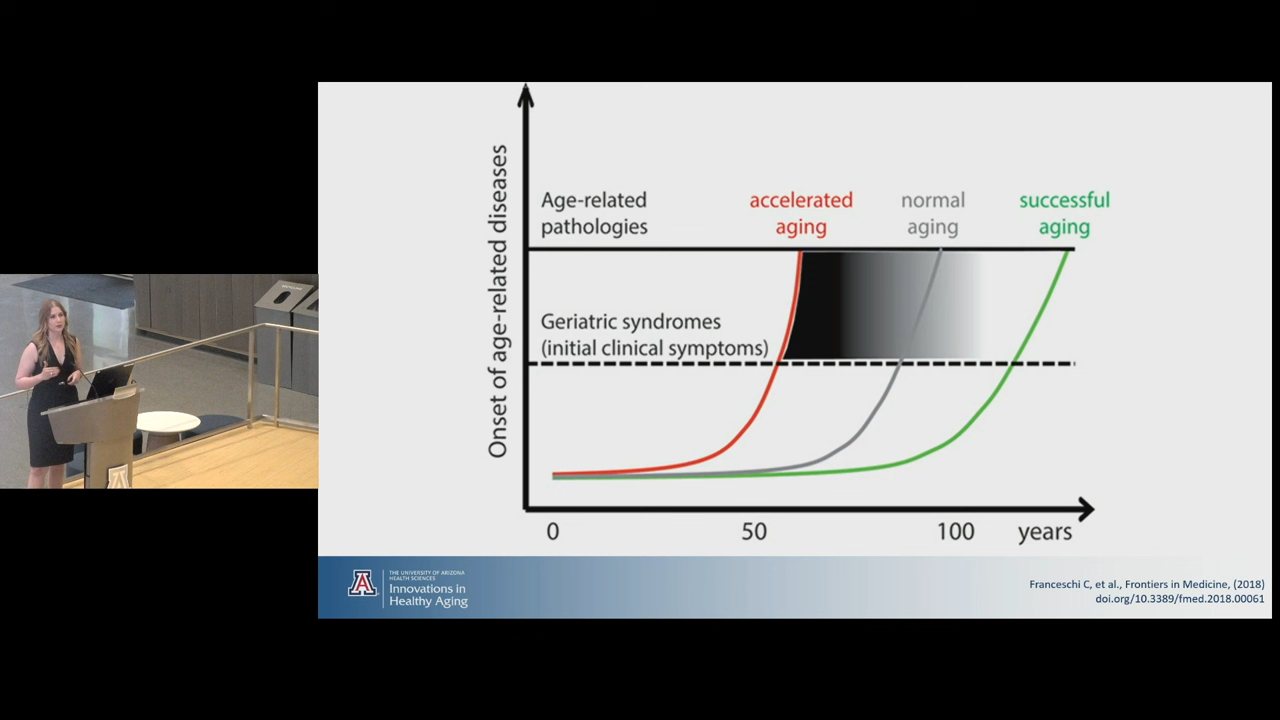 Onset of age-related diseases
Age-related
pathologies
accelerated
aging
normal
aging
successful
aging
Geriatric syndromes
(initial clinical symptoms)
0
50
100
years
A
THE UNIVERSITY OF ARIZONA
HEALTH SCIENCES
Innovations in
Healthy Aging
Franceschi C, et al., Frontiers in Medicine, (2018)
doi.org/10.3389/fmed.2018.00061
A